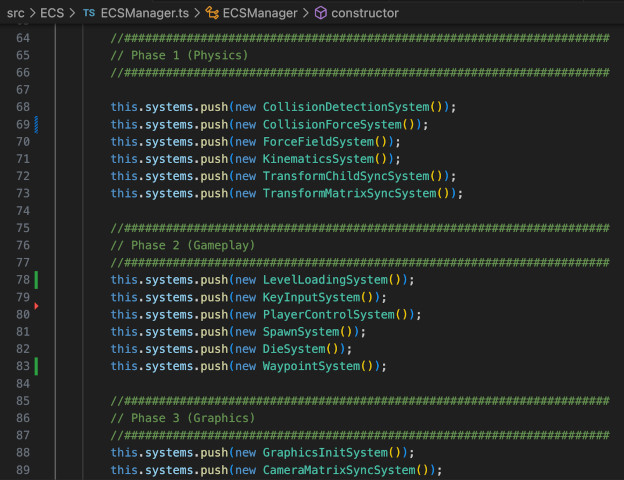 src > ECS > TS ECSManager.ts > ECSManager > constructor
64 //######################################################################
65 // Phase 1 (Physics)
66 //######################################################################
67
68 this.systems.push(new CollisionDetectionSystem());
69 this.systems.push(new CollisionForceSystem());
70 this.systems.push(new ForceFieldSystem());
71 this.systems.push(new KinematicsSystem());
72 this.systems.push(new TransformChildSyncSystem());
73 this.systems.push(new TransformMatrixSyncSystem());
74
75 //######################################################################
76 // Phase 2 (Gameplay)
77 //######################################################################
78 this.systems.push(new LevelLoadingSystem());
79 this.systems.push(new KeyInputSystem());
80 this.systems.push(new PlayerControlSystem());
81 this.systems.push(new SpawnSystem());
82 this.systems.push(new DieSystem());
83 this.systems.push(new WaypointSystem());
84
85 //######################################################################
86 // Phase 3 (Graphics)
87 //######################################################################
88 this.systems.push(new GraphicsInitSystem());
89 this.systems.push(new CameraMatrixSyncSystem());